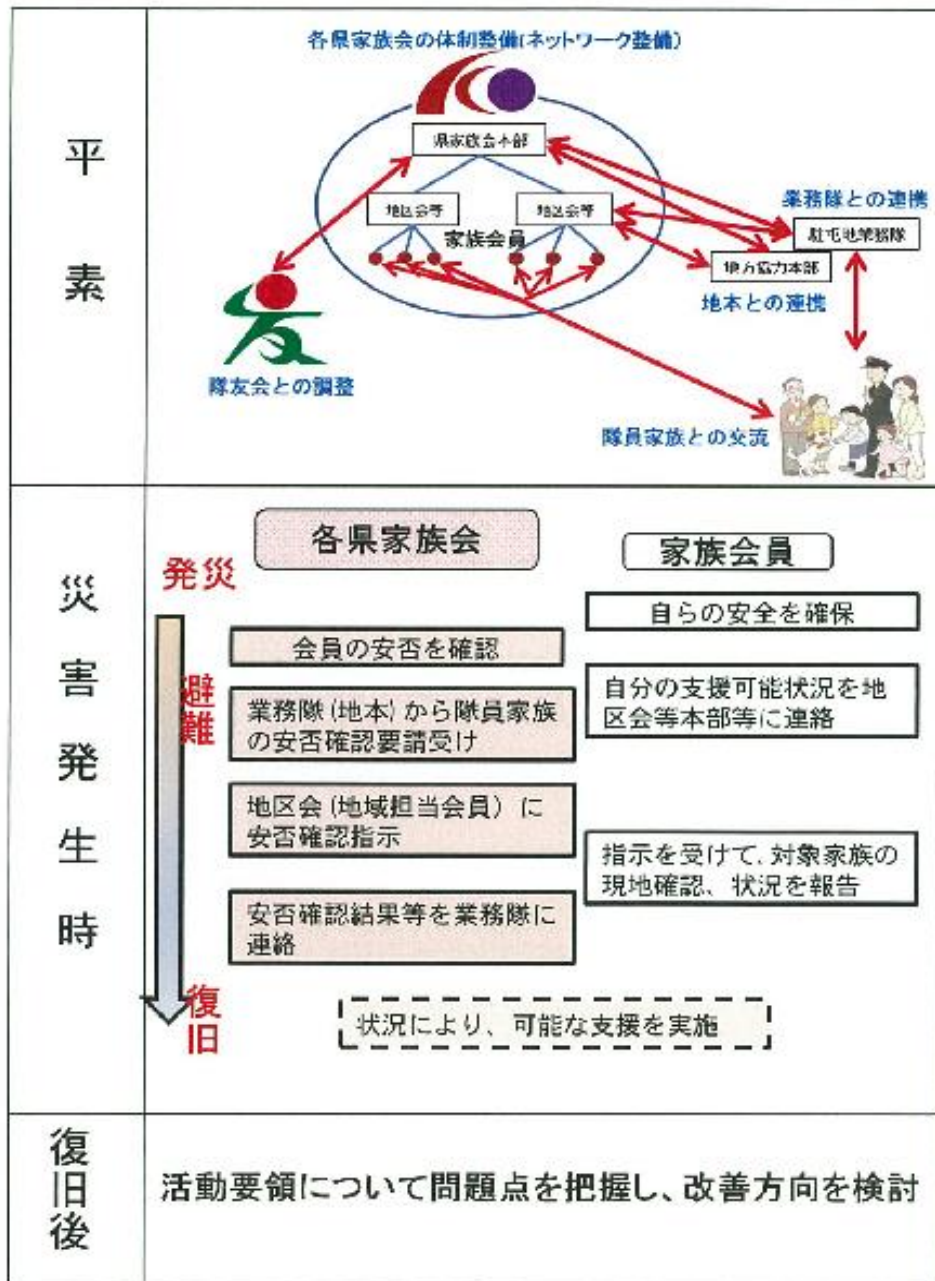 平素
各県家族会の体制整備(ネットワーク整備)
県家族会本部
地区会等
地区会等
家族会員
業務隊との連携
駐屯地業務隊
地方協力本部
地本との連携
隊友会との調整
隊員家族との交流
災害発生時
各県家族会
家族会員
発災
避難
復旧
自らの安全を確保
会員の安否を確認
自分の支援可能状況を地
区会等本部等に連絡
業務隊(地本)から隊員家族
の安否確認要請受け
地区会(地域担当会員)に
安否確認指示
指示を受けて、対象家族の
現地確認、状況を報告
安否確認結果等を業務隊に
連絡
状況により、可能な支援を実施
復旧後
活動要領について問題点を把握し、改善方向を検討